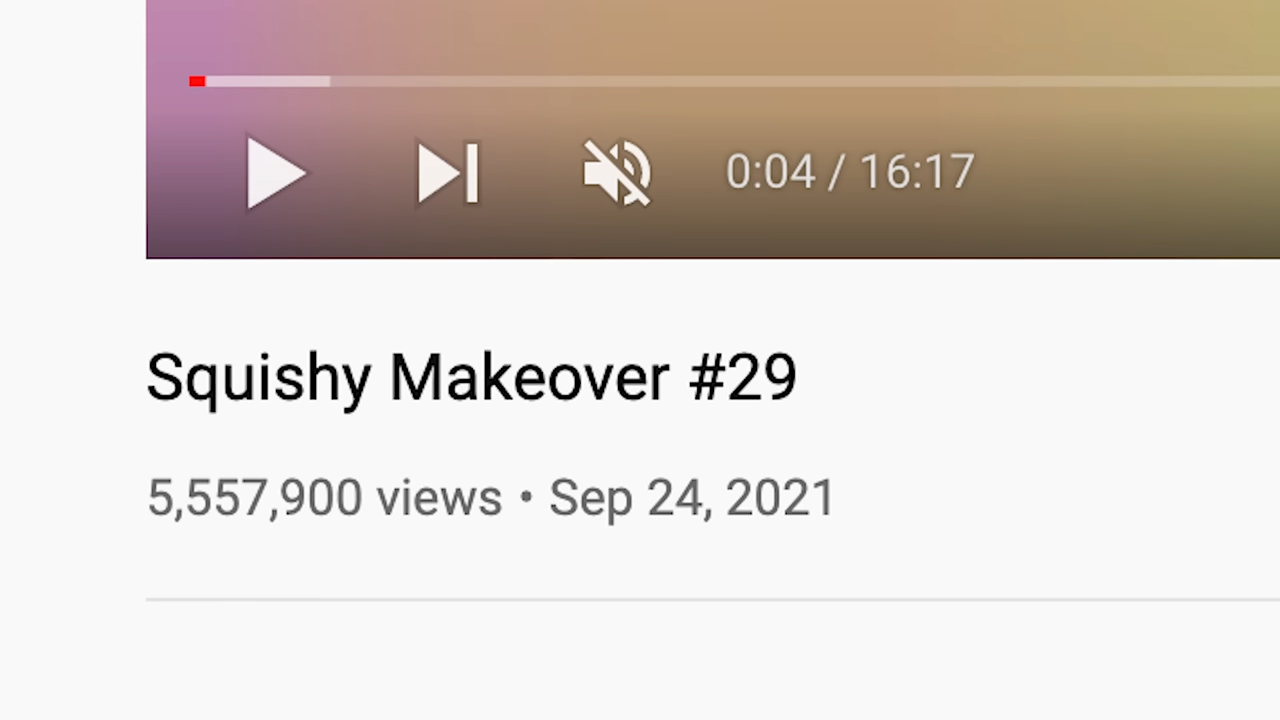 0:04 / 16:17
Squishy Makeover #29
5,557,900 views • Sep 24, 2021